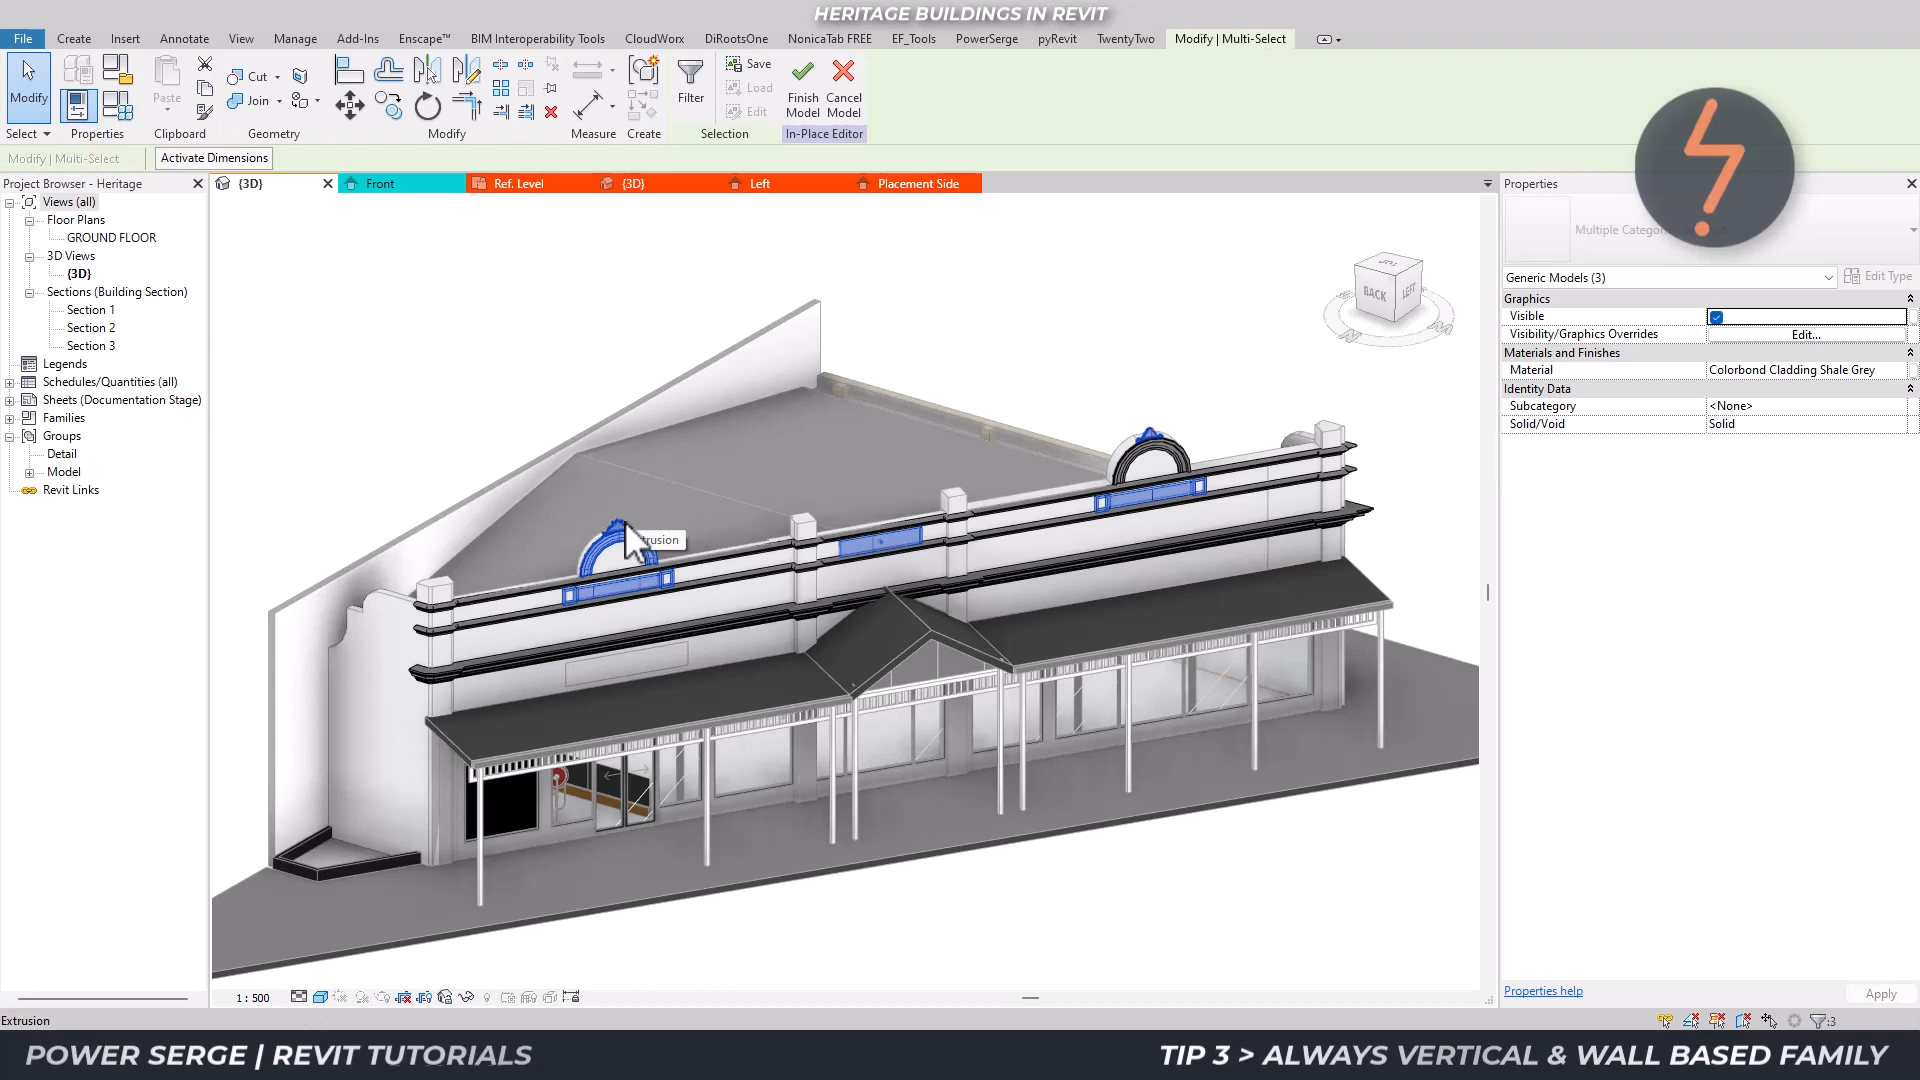 HERITAGE BUILDINGS IN REVIT
File Create Insert Annotate View Manage Add-Ins Enscape™ BIM Interoperability Tools CloudWorx DiRootsOne NonicaTab FREE EF_Tools PowerSerge pyRevit TwentyTwo Modify | Multi-Select
Modify Paste Cut Join Filter Save Load Edit Finish Model Cancel Model
Select Properties Clipboard Geometry Modify Measure Create Selection In-Place Editor
Modify | Multi-Select Activate Dimensions
Project Browser - Heritage
{3D} Front Ref. Level {3D} Left Placement Side
Properties
Views (all)
Floor Plans
GROUND FLOOR
3D Views
{3D}
Sections (Building Section)
Section 1
Section 2
Section 3
Legends
Schedules/Quantities (all)
Sheets (Documentation Stage)
Families
Groups
Detail
Model
Revit Links
TOP
BACK
LEFT
Generic Models (3) Edit Type
Graphics
Visible
Visibility/Graphics Overrides Edit...
Materials and Finishes
Material Colorbond Cladding Shale Grey
Identity Data
Subcategory <None>
Solid/Void Solid
1 : 500
Properties help Apply
Extrusion
:3
POWER SERGE | REVIT TUTORIALS
TIP 3 > ALWAYS VERTICAL & WALL BASED FAMILY